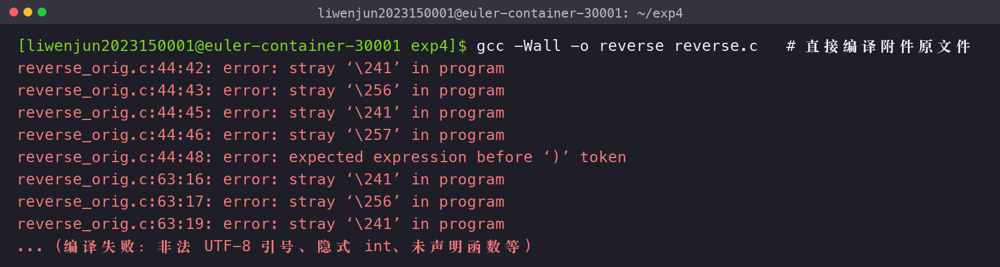 liwenjun2023150001@euler-container-30001: ~/exp4
[liwenjun2023150001@euler-container-30001 exp4]$ gcc -Wall -o reverse reverse.c   # 直接编译附件原文件
reverse_orig.c:44:42: error: stray ‘\241’ in program
reverse_orig.c:44:43: error: stray ‘\256’ in program
reverse_orig.c:44:45: error: stray ‘\241’ in program
reverse_orig.c:44:46: error: stray ‘\257’ in program
reverse_orig.c:44:48: error: expected expression before ‘)’ token
reverse_orig.c:63:16: error: stray ‘\241’ in program
reverse_orig.c:63:17: error: stray ‘\256’ in program
reverse_orig.c:63:19: error: stray ‘\241’ in program
... (编译失败: 非法 UTF-8 引号、隐式 int、未声明函数等)